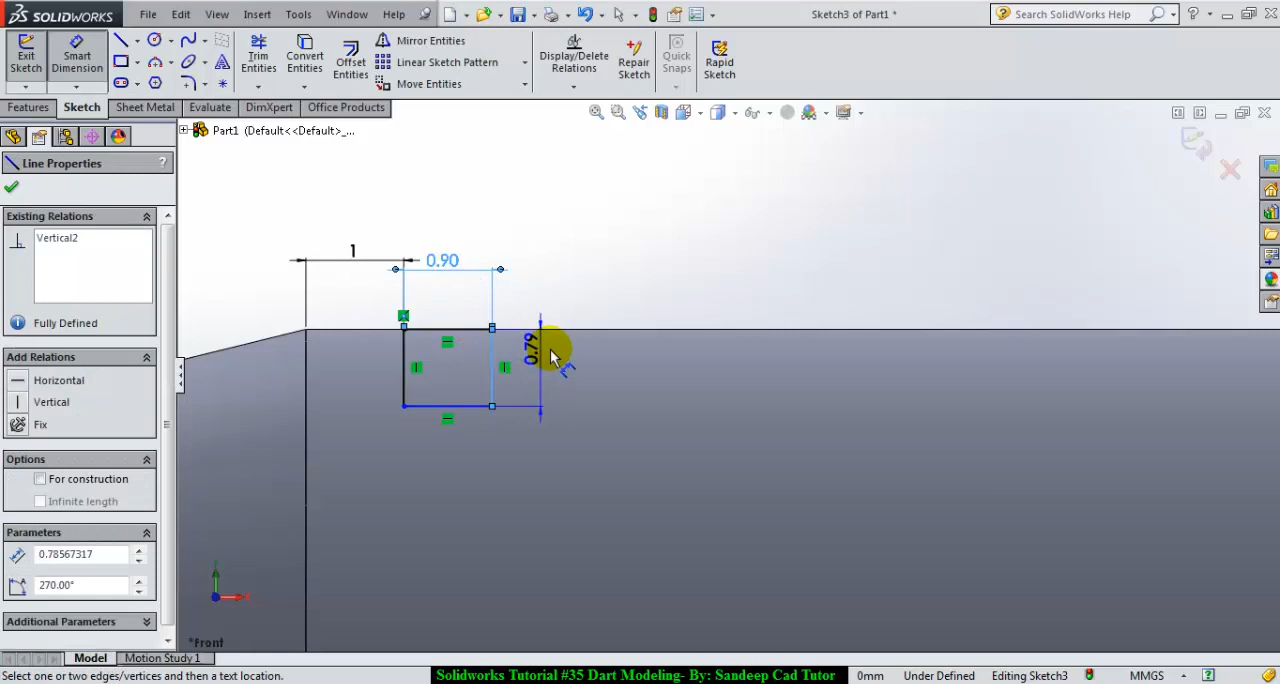 SOLIDWORKS
File Edit View Insert Tools Window Help
Sketch3 of Part1 *
Search SolidWorks Help
Exit Sketch
Smart Dimension
Trim Entities
Convert Entities
Offset Entities
Mirror Entities
Linear Sketch Pattern
Move Entities
Display/Delete Relations
Repair Sketch
Quick Snaps
Rapid Sketch
Features Sketch Sheet Metal Evaluate DimXpert Office Products
Part1 (Default<<Default>_...
Line Properties ?
Existing Relations
Vertical2
Fully Defined
Add Relations
Horizontal
Vertical
Fix
Options
For construction
Infinite length
Parameters
0.78567317
270.00°
Additional Parameters
1
0.90
0.79
*Front
Model Motion Study 1
Select one or two edges/vertices and then a text location.
Solidworks Tutorial #35 Dart Modeling- By: Sandeep Cad Tutor
0mm Under Defined Editing Sketch3 MMGS